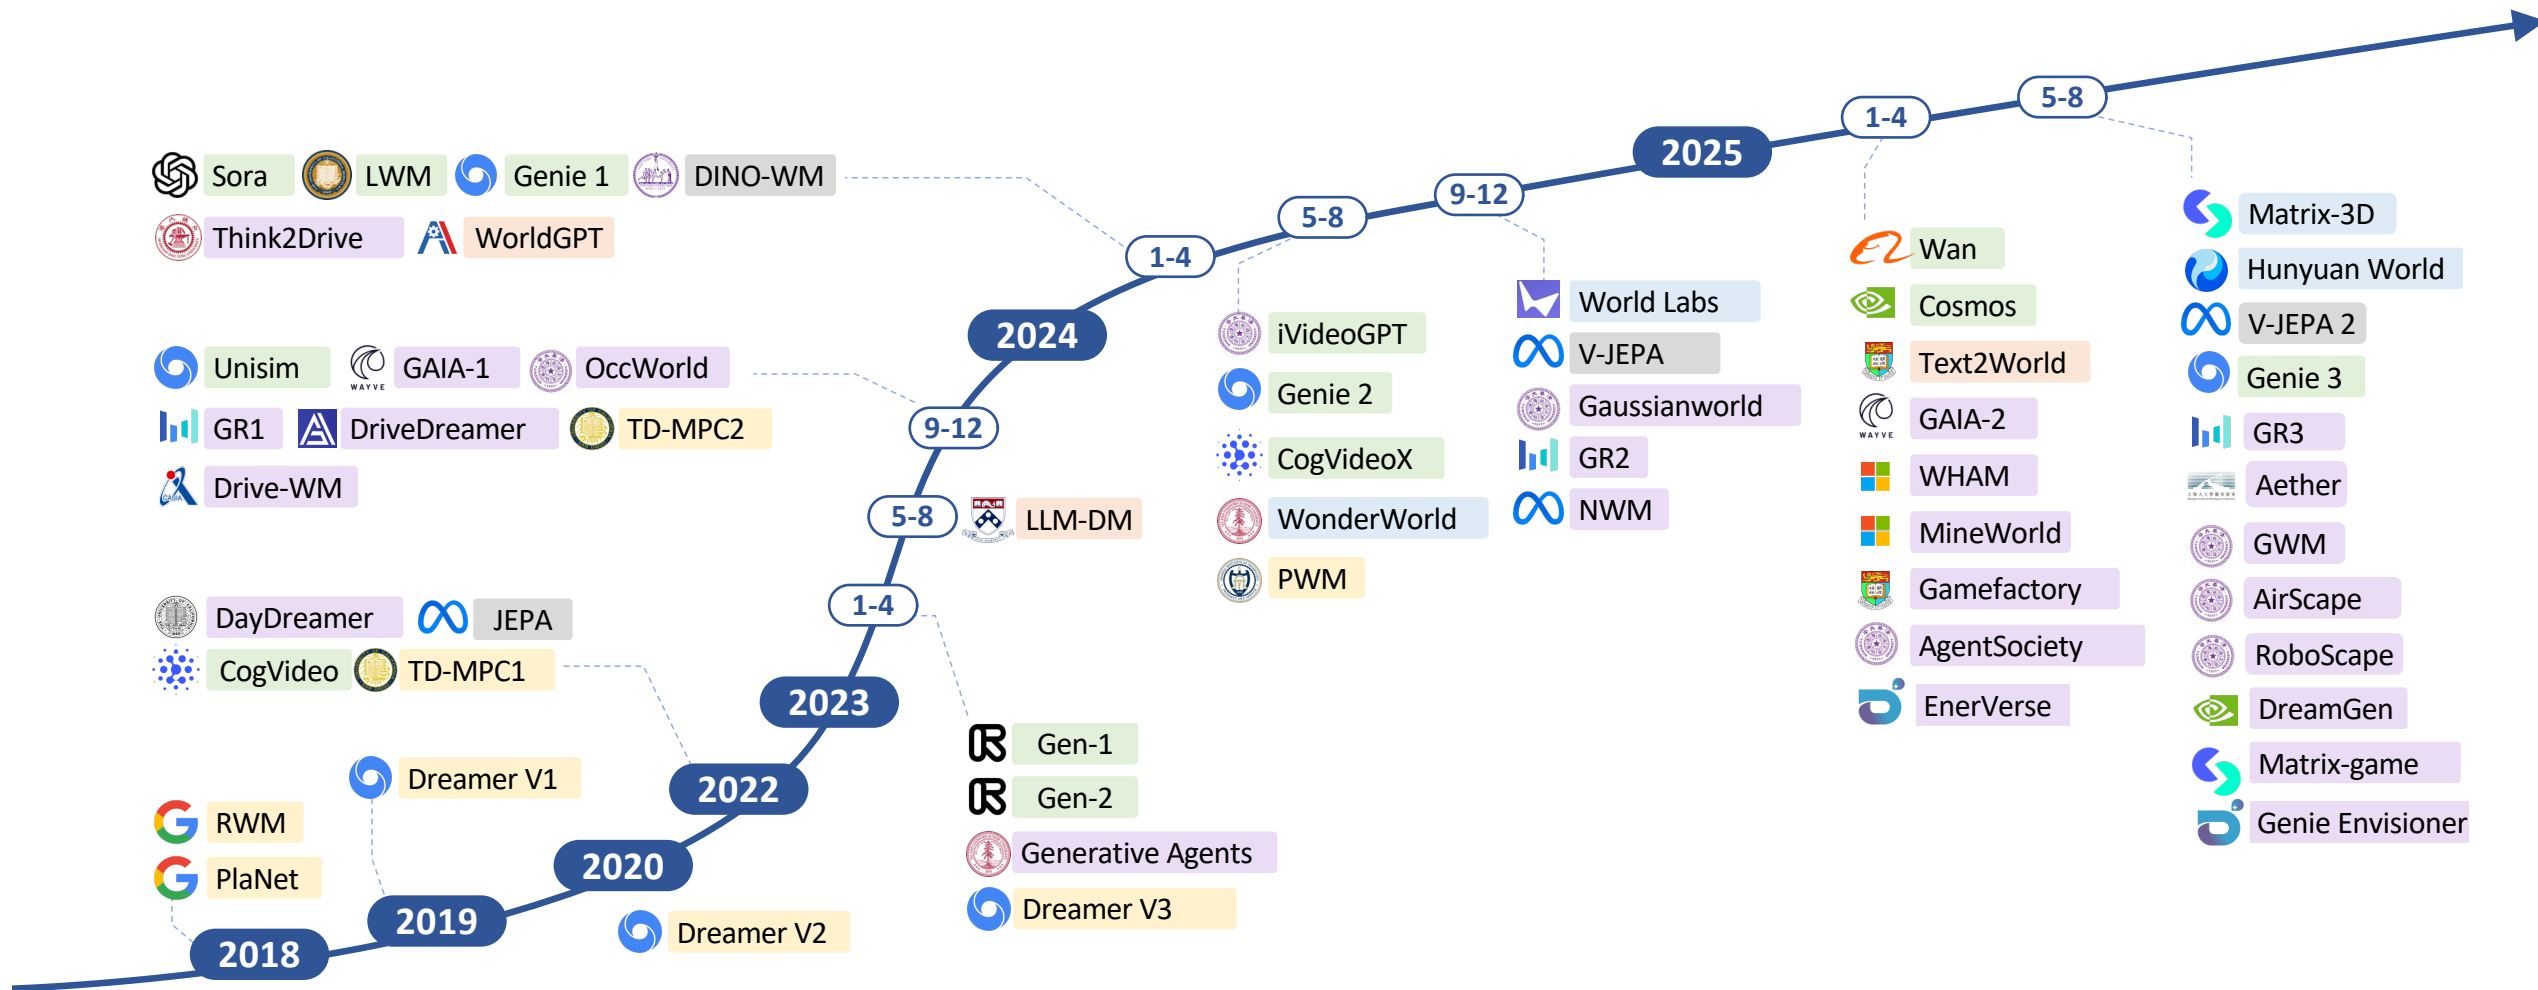 Sora
LWM
Genie 1
DINO-WM
Think2Drive
WorldGPT
Unisim
GAIA-1
OccWorld
WAYVE
GR1
DriveDreamer
TD-MPC2
CASIA
Drive-WM
DayDreamer
JEPA
CogVideo
TD-MPC1
Dreamer V1
RWM
PlaNet
2018
2019
2020
Dreamer V2
2022
2023
1-4
Gen-1
Gen-2
Generative Agents
Dreamer V3
5-8
LLM-DM
9-12
2024
1-4
5-8
iVideoGPT
Genie 2
CogVideoX
WonderWorld
PWM
9-12
World Labs
V-JEPA
Gaussianworld
GR2
NWM
2025
1-4
Wan
Cosmos
Text2World
GAIA-2
WAYVE
WHAM
MineWorld
Gamefactory
AgentSociety
EnerVerse
5-8
Matrix-3D
Hunyuan World
V-JEPA 2
Genie 3
GR3
Aether
GWM
AirScape
RoboScape
DreamGen
Matrix-game
Genie Envisioner